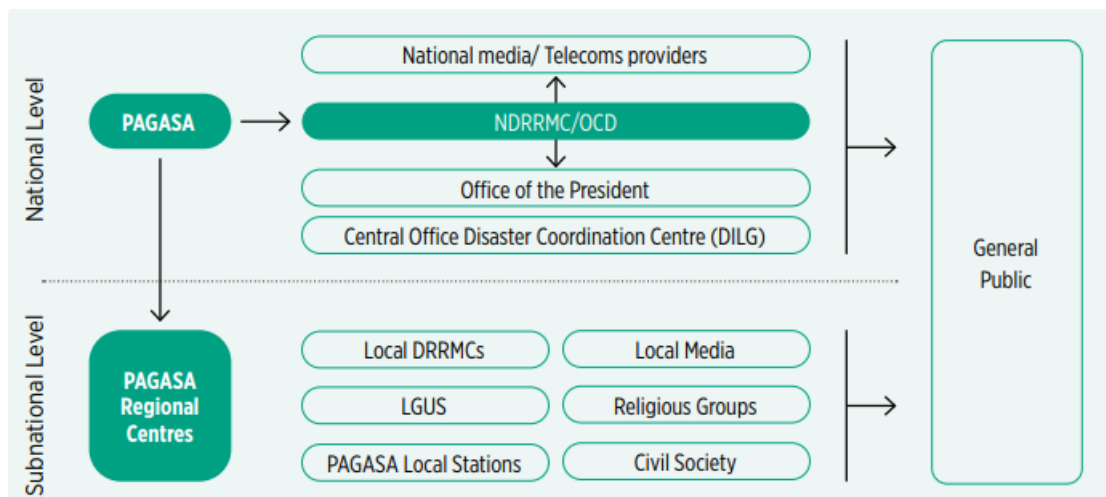 National Level
PAGASA
National media/ Telecoms providers
NDRRMC/OCD
Office of the President
Central Office Disaster Coordination Centre (DILG)
General
Public
Subnational Level
PAGASA
Regional
Centres
Local DRRMCs
Local Media
LGUS
Religious Groups
PAGASA Local Stations
Civil Society